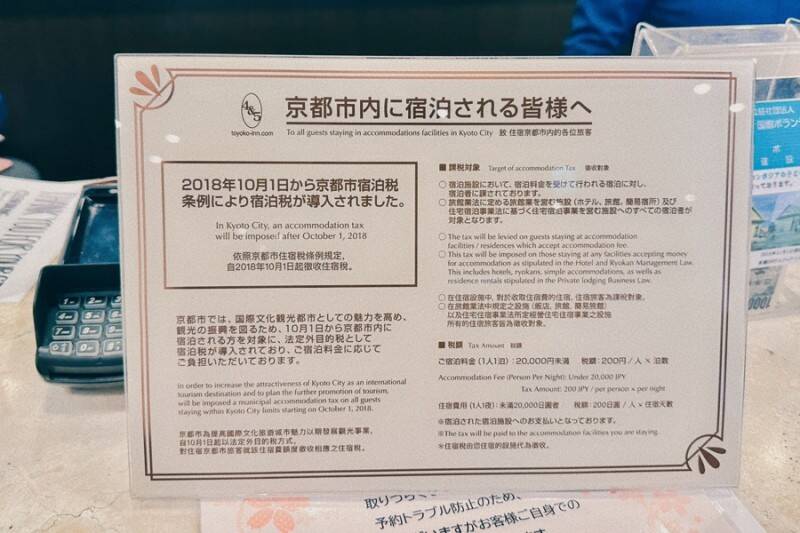 4&5
toyoko-inn.com
京都市内に宿泊される皆様へ
To all guests staying in accommodations facilities in Kyoto City 致 住宿京都市内的各位旅客
2018年10月1日から京都市宿泊税
条例により宿泊税が導入されました。
In Kyoto City, an accommodation tax
will be imposed after October 1, 2018
依照京都市住宿税條例規定,
自2018年10月1日起徵收住宿税。
京都市では、国際文化観光都市としての魅力を高め、
観光の振興を図るため、10月1日から京都市内に
宿泊される方を対象に、法定外目的税として
宿泊税が導入されており、ご宿泊料金に応じて
ご負担いただいております。
in order to increase the attractiveness of Kyoto City as an international
tourism destination and to plan the further promotion of tourism,
will be imposed a municipal accommodation tax on all guests
staying within Kyoto City limits starting on October 1, 2018.
京都市為提高國際文化旅遊城市魅力以期發展觀光事業,
自10月1日起以法定外目的税方式,
對住宿京都市旅客就該住宿費額度徵收相應之住宿税。
■ 課税対象 Target of accommodation Tax 徵收對象
○ 宿泊施設において、宿泊料金を受けて行われる宿泊に対し、
宿泊者に課されております。
○ 旅館業法に定める旅館業を営む施設（ホテル、旅館、簡易宿所）及び
住宅宿泊事業法に基づく住宅宿泊事業を営む施設へのすべての宿泊者が
対象となります。
○ The tax will be levied on guests staying at accommodation
facilities / residences which accept accommodation fee.
○ This tax will be imposed on those staying at any facilities accepting money
for accommodation as stipulated in the Hotel and Ryokan Management Law.
This includes hotels, ryokans, simple accommodations, as well as
residence rentals stipulated in the Private lodging Business Law.
○ 在住宿設施中, 對於收取住宿費的住宿, 住宿旅客為課税對象。
○ 在旅館業法中規定之設施 (飯店, 旅館, 簡易旅館)
以及住宅住宿事業法所定經營住宅住宿事業之設施
所有的住宿旅客皆為徵收對象。
■ 税額 Tax Amount 税額
ご宿泊料金（1人1泊）：20,000円未満 税額：200円 / 人 × 泊数
Accommodation Fee (Person Per Night): Under 20,000 JPY
Tax Amount: 200 JPY / per person × per night
住宿費用 (1人1夜) : 未滿20,000日圓者 税額：200日圓 / 人 × 住宿天數
※宿泊された宿泊施設へのお支払いとなっております。
※The tax will be paid to the accommodation facilities you are staying.
※住宿税由您住宿的設施代為徵收。
予約トラブル防止のため、
お客様ご自身での